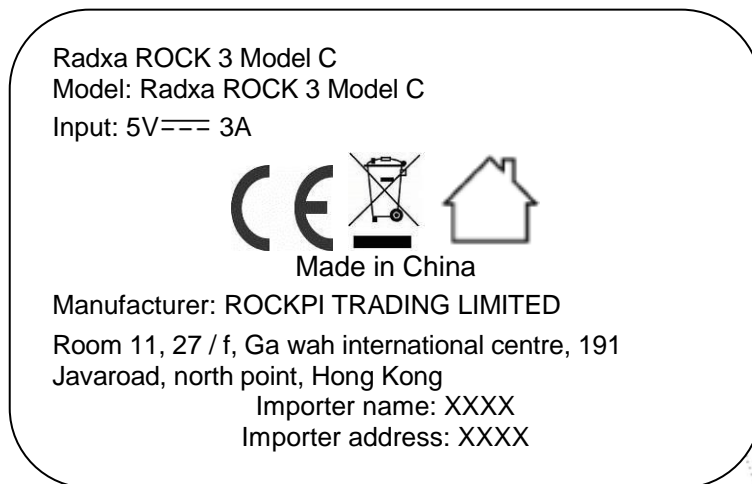 Radxa ROCK 3 Model C
Model: Radxa ROCK 3 Model C
Input: 5V⎓ 3A
CE
Made in China
Manufacturer: ROCKPI TRADING LIMITED
Room 11, 27 / f, Ga wah international centre, 191
Javaroad, north point, Hong Kong
Importer name: XXXX
Importer address: XXXX